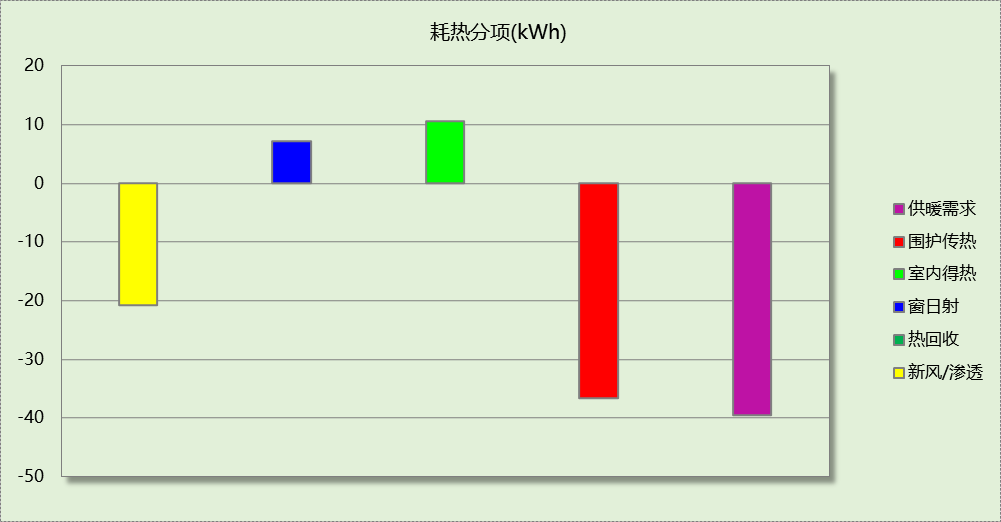 耗热分项(kWh)
20
10
0
-10
-20
-30
-40
-50
供暖需求
围护传热
室内得热
窗日射
热回收
新风/渗透